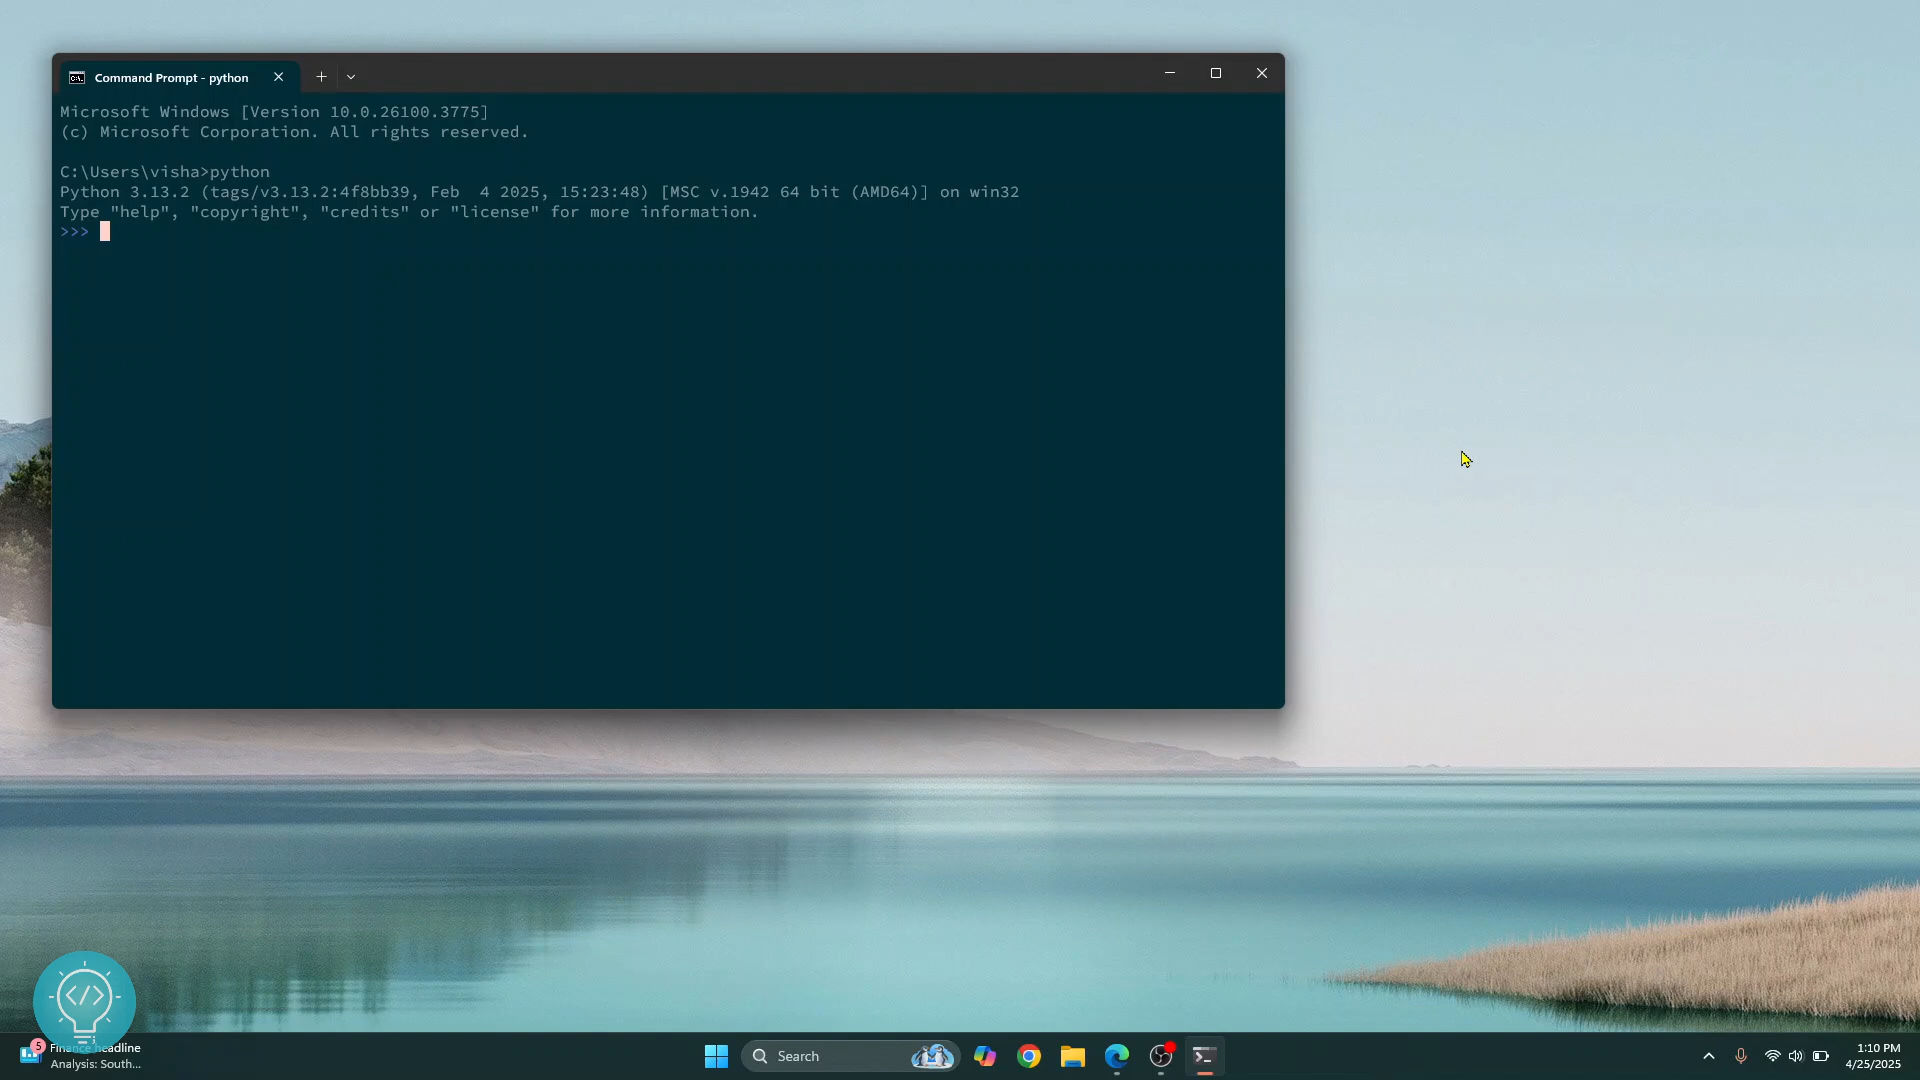 Command Prompt - python
Microsoft Windows [Version 10.0.26100.3775]
(c) Microsoft Corporation. All rights reserved.
C:\Users\visha>python
Python 3.13.2 (tags/v3.13.2:4f8bb39, Feb  4 2025, 15:23:48) [MSC v.1942 64 bit (AMD64)] on win32
Type "help", "copyright", "credits" or "license" for more information.
>>>
</>
5
Finance headline
Analysis: South...
Search
1:10 PM
4/25/2025